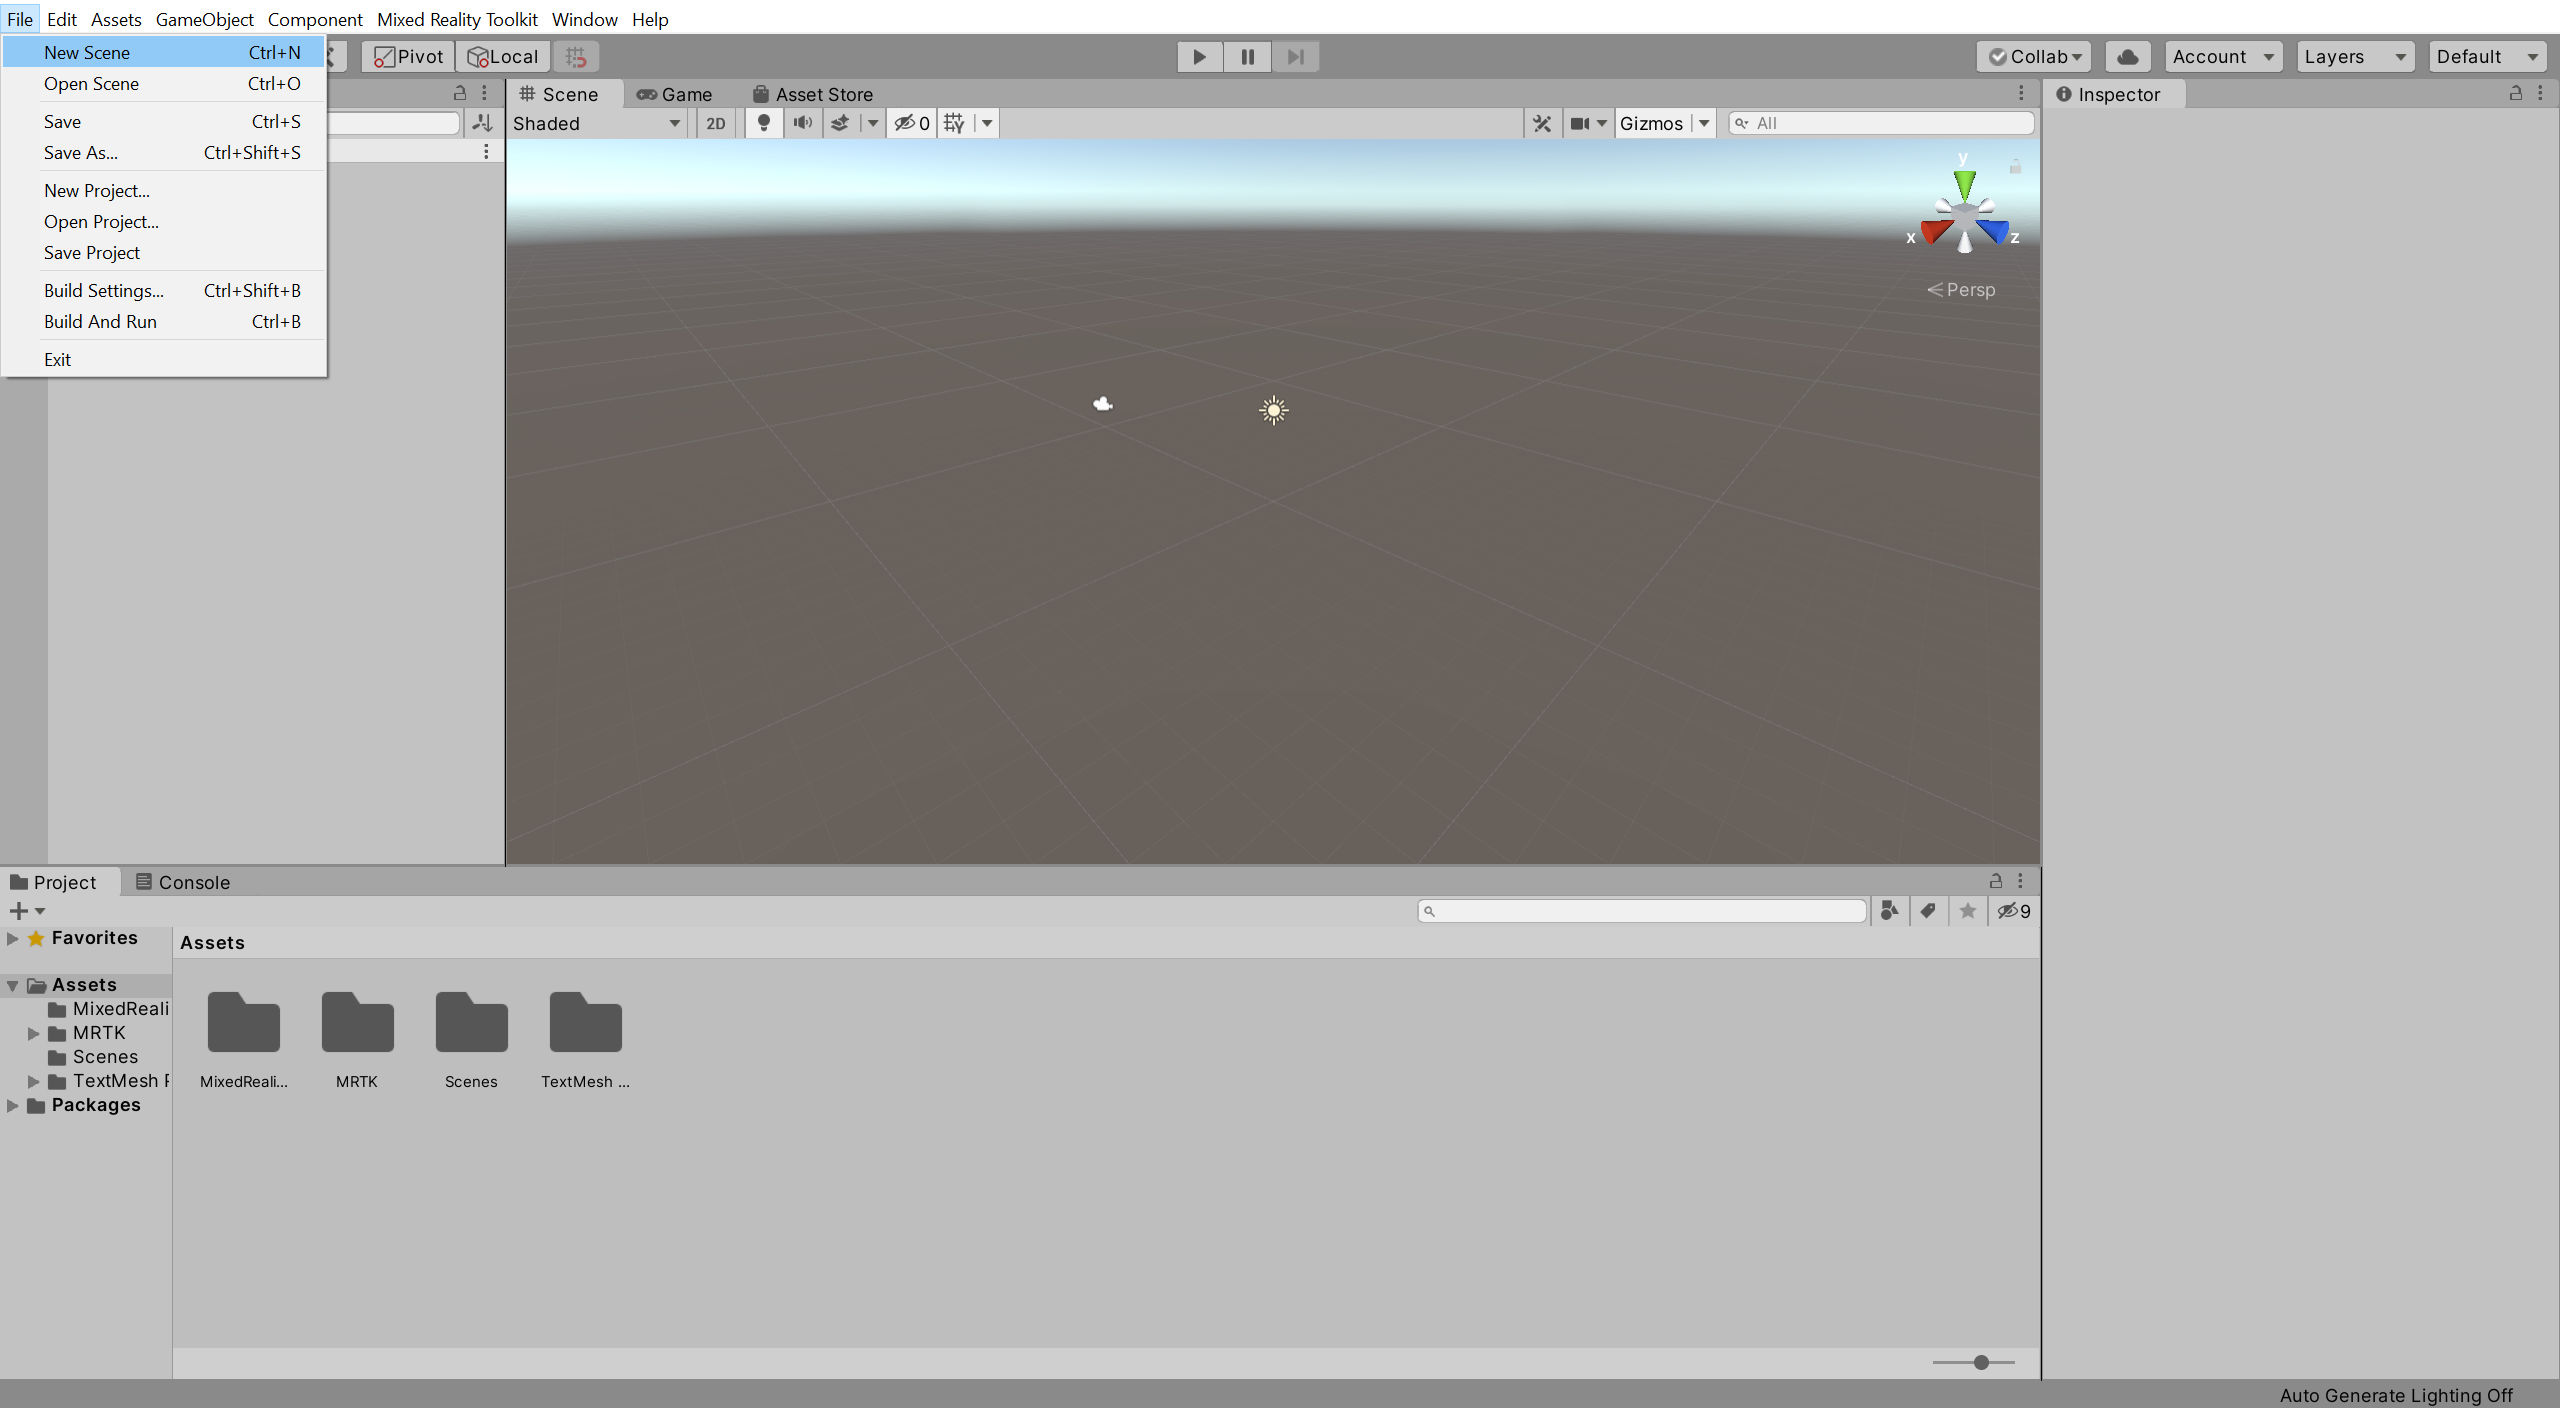 File Edit Assets GameObject Component Mixed Reality Toolkit Window Help
New Scene Ctrl+N
Open Scene Ctrl+O
Save Ctrl+S
Save As... Ctrl+Shift+S
New Project...
Open Project...
Save Project
Build Settings... Ctrl+Shift+B
Build And Run Ctrl+B
Exit
Pivot Local
Collab Account Layers Default
Scene Game Asset Store
Shaded 2D 0 Gizmos All
y
x z
Persp
Inspector
Project Console
9
Favorites
Assets
MixedReali
MRTK
Scenes
TextMesh P
Packages
Assets
MixedReali... MRTK Scenes TextMesh ...
Auto Generate Lighting Off